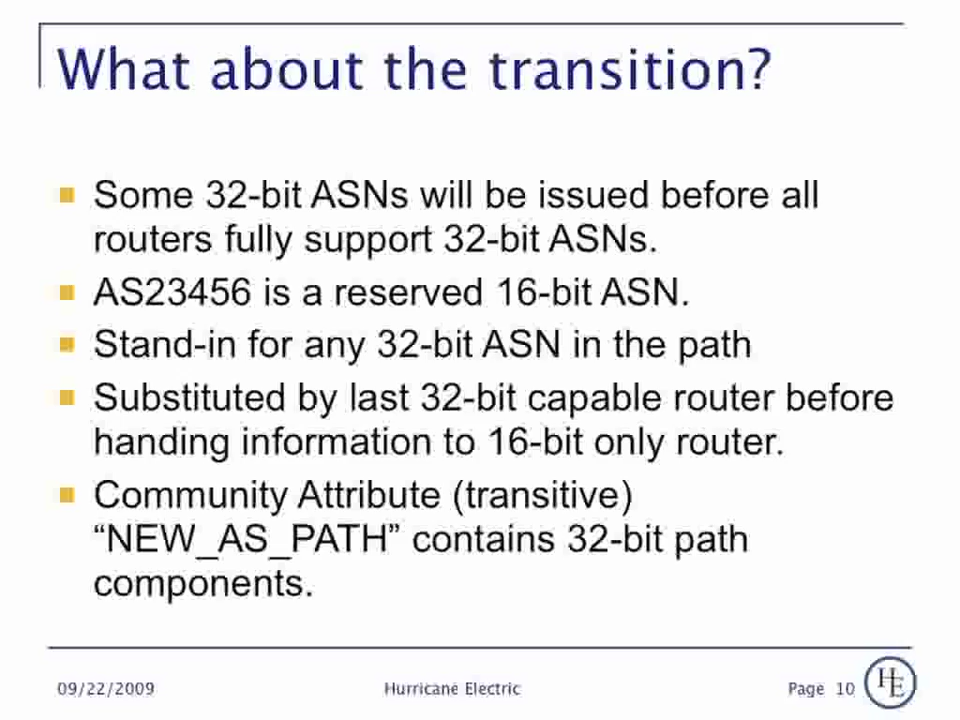 What about the transition?
Some 32-bit ASNs will be issued before all
routers fully support 32-bit ASNs.
AS23456 is a reserved 16-bit ASN.
Stand-in for any 32-bit ASN in the path
Substituted by last 32-bit capable router before
handing information to 16-bit only router.
Community Attribute (transitive)
“NEW_AS_PATH” contains 32-bit path
components.
09/22/2009 Hurricane Electric Page 10 HE